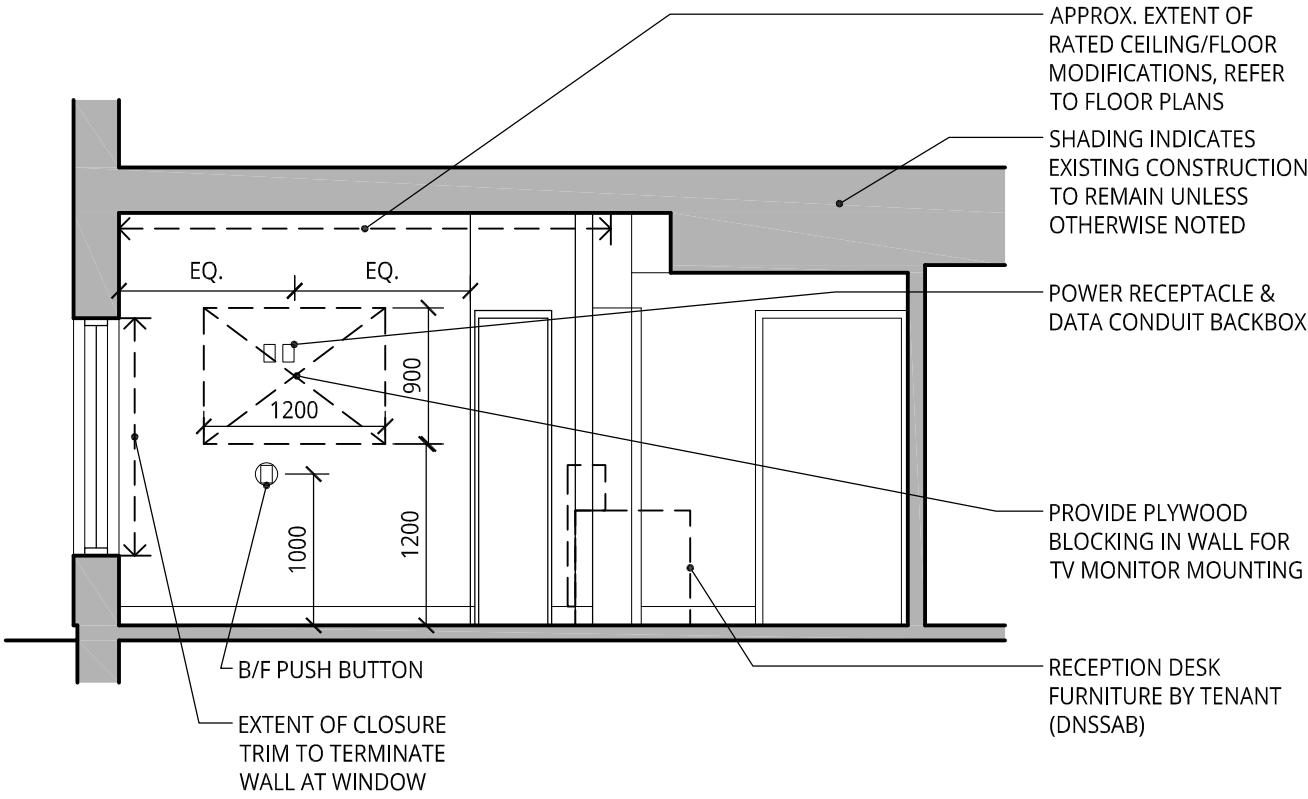 APPROX. EXTENT OF
RATED CEILING/FLOOR
MODIFICATIONS, REFER
TO FLOOR PLANS
SHADING INDICATES
EXISTING CONSTRUCTION
TO REMAIN UNLESS
OTHERWISE NOTED
EQ.
EQ.
POWER RECEPTACLE &
DATA CONDUIT BACKBOX
900
1200
1000
1200
PROVIDE PLYWOOD
BLOCKING IN WALL FOR
TV MONITOR MOUNTING
B/F PUSH BUTTON
RECEPTION DESK
FURNITURE BY TENANT
(DNSSAB)
EXTENT OF CLOSURE
TRIM TO TERMINATE
WALL AT WINDOW